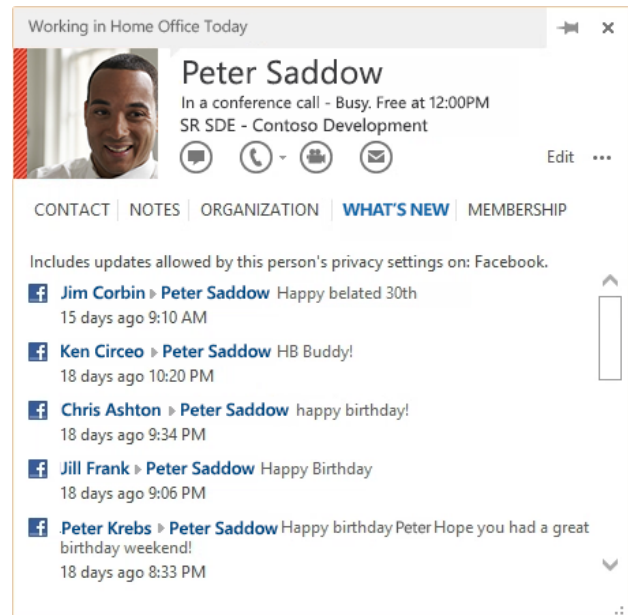 Working in Home Office Today
Peter Saddow
In a conference call - Busy. Free at 12:00PM
SR SDE - Contoso Development
Edit
CONTACT NOTES ORGANIZATION WHAT'S NEW MEMBERSHIP
Includes updates allowed by this person's privacy settings on: Facebook.
Jim Corbin Peter Saddow Happy belated 30th
15 days ago 9:10 AM
Ken Circeo Peter Saddow HB Buddy!
18 days ago 10:20 PM
Chris Ashton Peter Saddow happy birthday!
18 days ago 9:34 PM
Jill Frank Peter Saddow Happy Birthday
18 days ago 9:06 PM
Peter Krebs Peter Saddow Happy birthday Peter Hope you had a great
birthday weekend!
18 days ago 8:33 PM